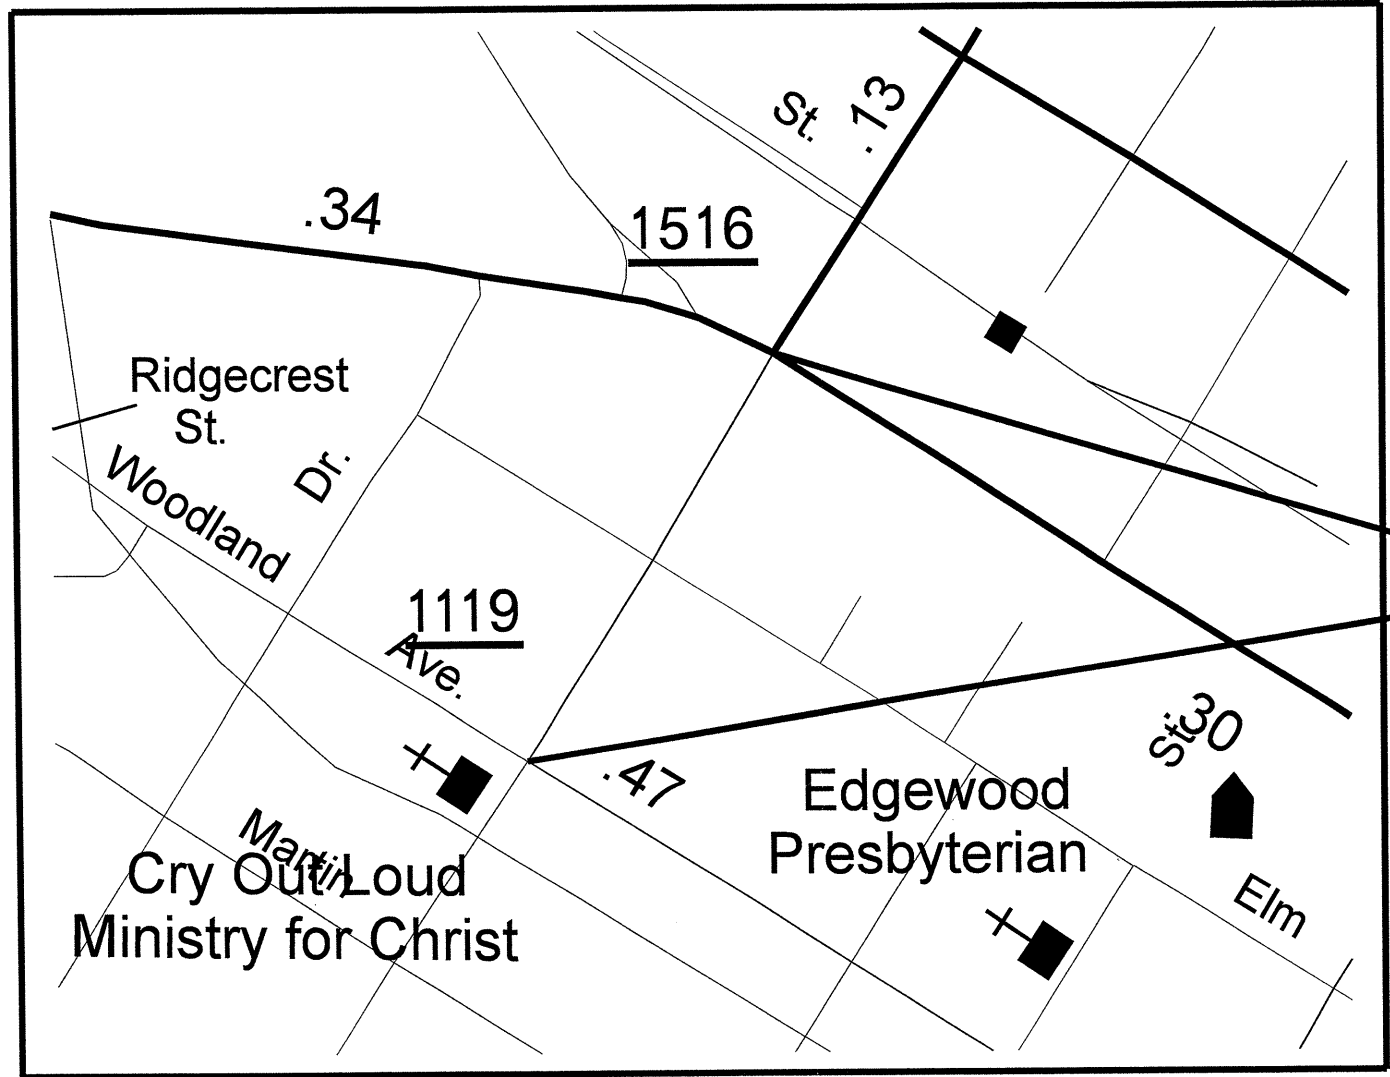 St.
.13
.34
1516
Ridgecrest
St.
Dr.
Woodland
1119
Ave.
.30
St.
.47
Edgewood
Presbyterian
Martin
Cry Out Loud
Ministry for Christ
Elm